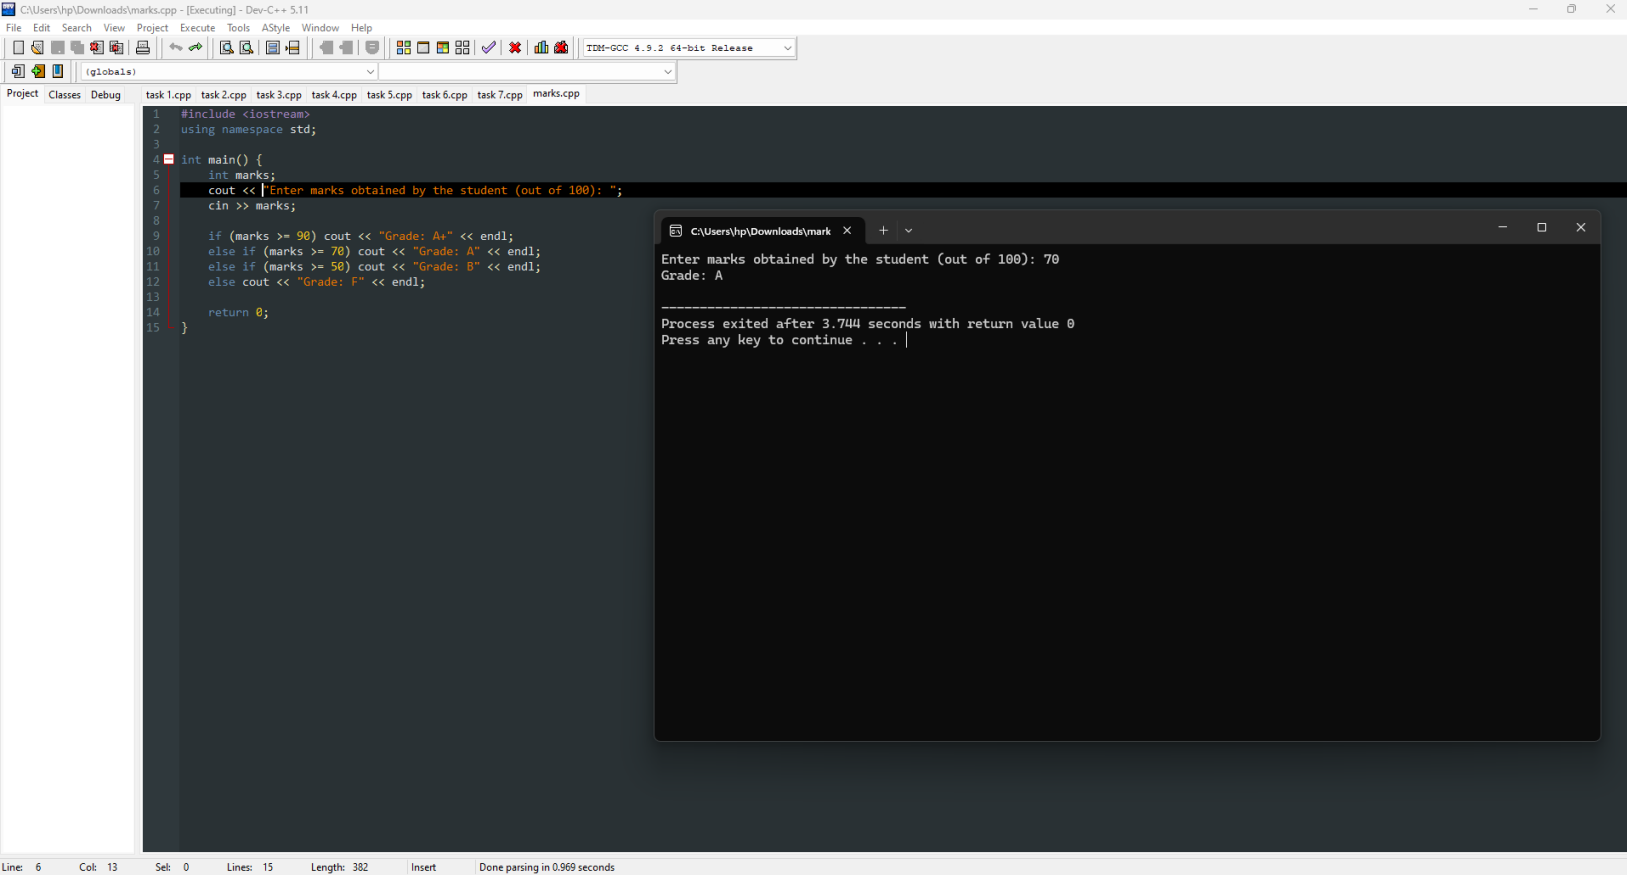 C:\Users\hp\Downloads\marks.cpp - [Executing] - Dev-C++ 5.11
File Edit Search View Project Execute Tools AStyle Window Help
TDM-GCC 4.9.2 64-bit Release
(globals)
Project Classes Debug task 1.cpp task 2.cpp task 3.cpp task 4.cpp task 5.cpp task 6.cpp task 7.cpp marks.cpp
1 #include <iostream>
2 using namespace std;
3
4 int main() {
5 int marks;
6 cout << "Enter marks obtained by the student (out of 100): ";
7 cin >> marks;
8
9 if (marks >= 90) cout << "Grade: A+" << endl;
10 else if (marks >= 70) cout << "Grade: A" << endl;
11 else if (marks >= 50) cout << "Grade: B" << endl;
12 else cout << "Grade: F" << endl;
13
14 return 0;
15 }
C:\Users\hp\Downloads\mark
Enter marks obtained by the student (out of 100): 70
Grade: A
--------------------------------
Process exited after 3.744 seconds with return value 0
Press any key to continue . . .
Line: 6 Col: 13 Sel: 0 Lines: 15 Length: 382 Insert Done parsing in 0.969 seconds